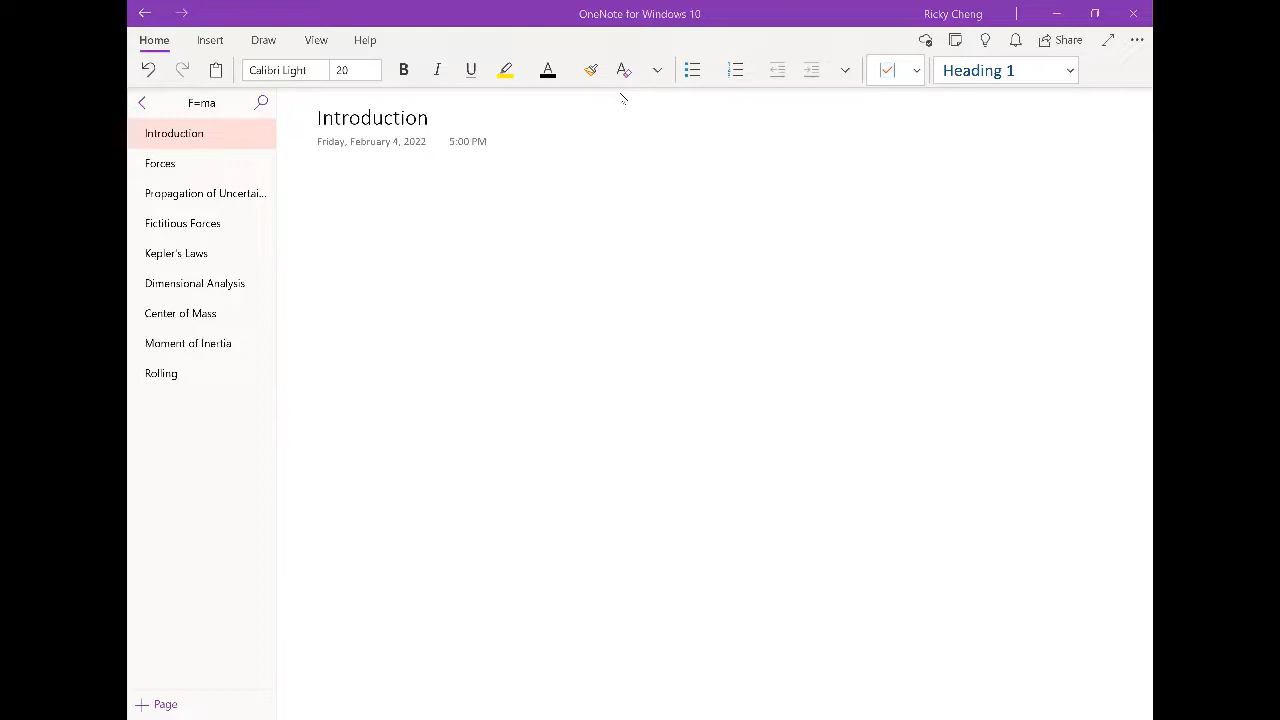 OneNote for Windows 10
Ricky Cheng
Home Insert Draw View Help
Share
Calibri Light 20 B I U A Heading 1
F=ma
Introduction
Forces
Propagation of Uncertai...
Fictitious Forces
Kepler's Laws
Dimensional Analysis
Center of Mass
Moment of Inertia
Rolling
Page
Introduction
Friday, February 4, 2022 5:00 PM